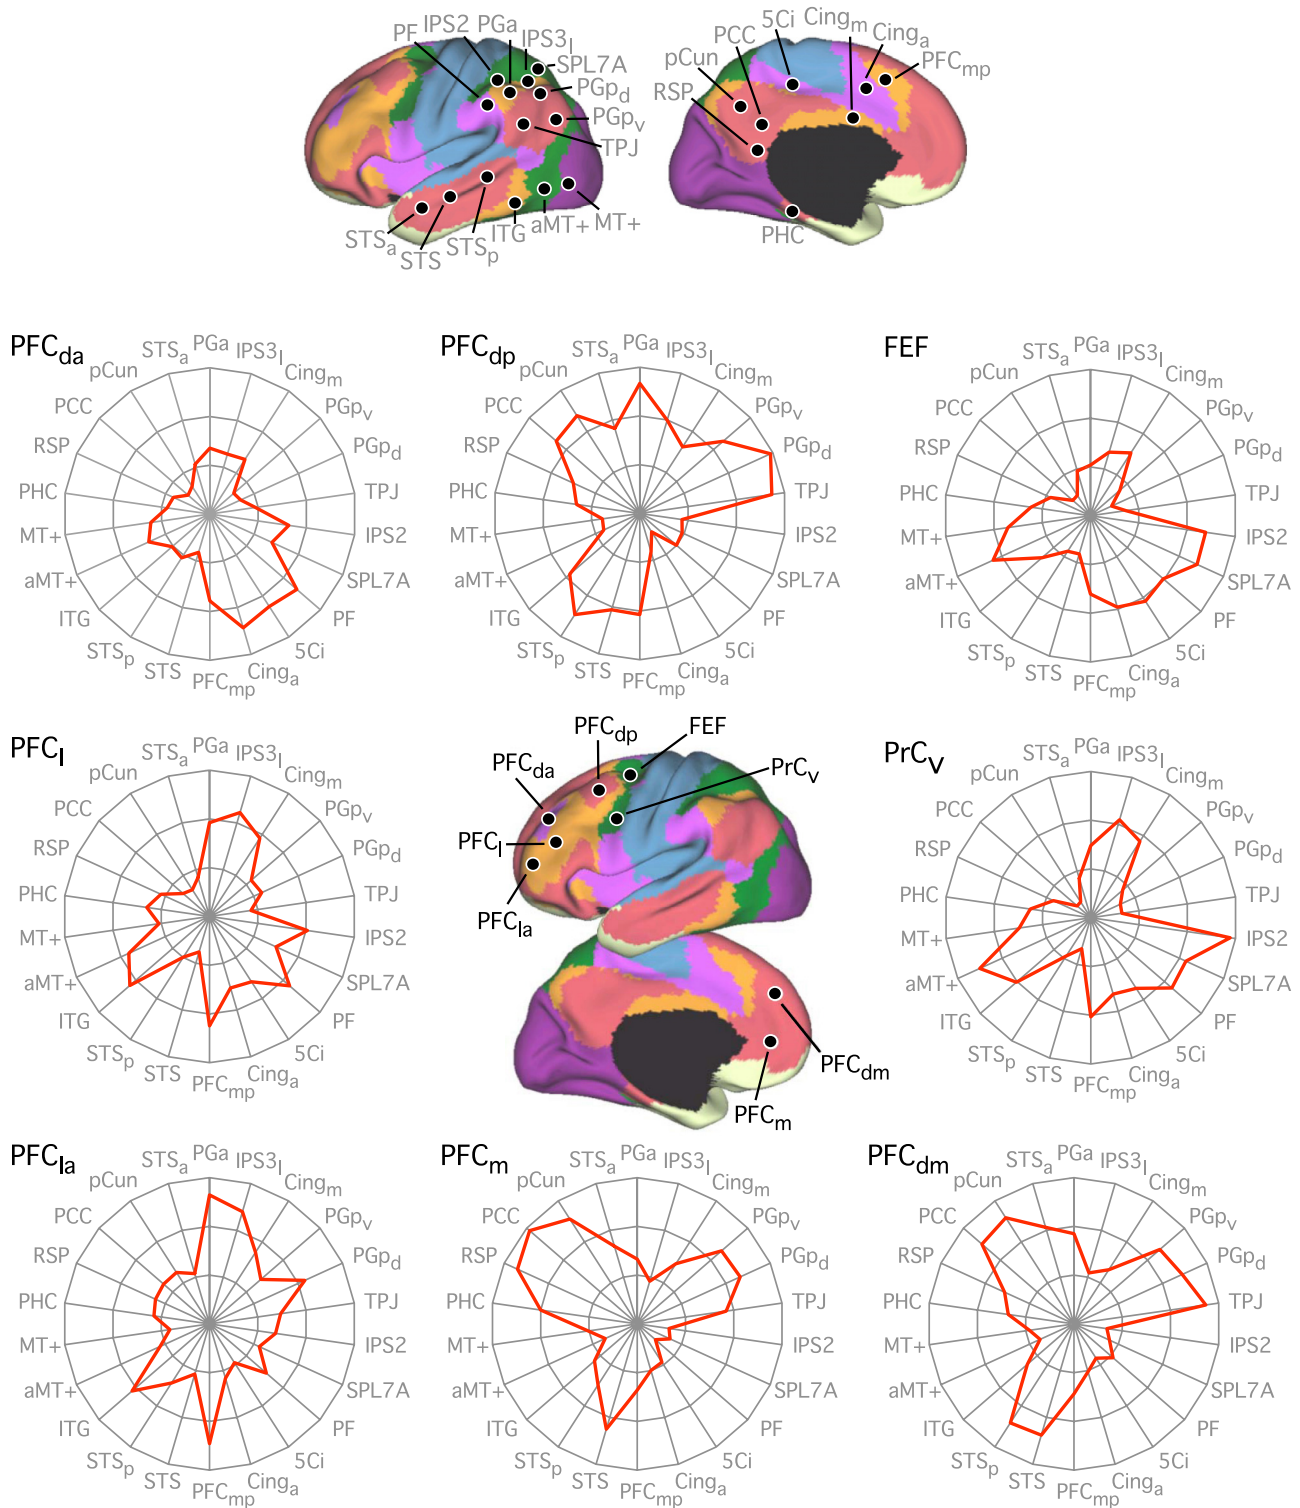 PF IPS2 PGa IPS3l
SPL7A
PGpd
PGpv
TPJ
STSa STS STSp ITG aMT+ MT+
RSP pCun PCC 5Ci Cingm Cinga
PFCmp
PHC
PFCda
PGa IPS3l Cingm PGpv PGpd TPJ IPS2 SPL7A PF 5Ci Cinga PFCmp STS STSp ITG aMT+ MT+ PHC RSP PCC pCun STSa
PFCdp
PGa IPS3l Cingm PGpv PGpd TPJ IPS2 SPL7A PF 5Ci Cinga PFCmp STS STSp ITG aMT+ MT+ PHC RSP PCC pCun STSa
FEF
PGa IPS3l Cingm PGpv PGpd TPJ IPS2 SPL7A PF 5Ci Cinga PFCmp STS STSp ITG aMT+ MT+ PHC RSP PCC pCun STSa
PFCl
PGa IPS3l Cingm PGpv PGpd TPJ IPS2 SPL7A PF 5Ci Cinga PFCmp STS STSp ITG aMT+ MT+ PHC RSP PCC pCun STSa
PFCdp FEF
PFCda PrCv
PFCl
PFCla
PFCdm
PFCm
PrCv
PGa IPS3l Cingm PGpv PGpd TPJ IPS2 SPL7A PF 5Ci Cinga PFCmp STS STSp ITG aMT+ MT+ PHC RSP PCC pCun STSa
PFCla
PGa IPS3l Cingm PGpv PGpd TPJ IPS2 SPL7A PF 5Ci Cinga PFCmp STS STSp ITG aMT+ MT+ PHC RSP PCC pCun STSa
PFCm
PGa IPS3l Cingm PGpv PGpd TPJ IPS2 SPL7A PF 5Ci Cinga PFCmp STS STSp ITG aMT+ MT+ PHC RSP PCC pCun STSa
PFCdm
PGa IPS3l Cingm PGpv PGpd TPJ IPS2 SPL7A PF 5Ci Cinga PFCmp STS STSp ITG aMT+ MT+ PHC RSP PCC pCun STSa